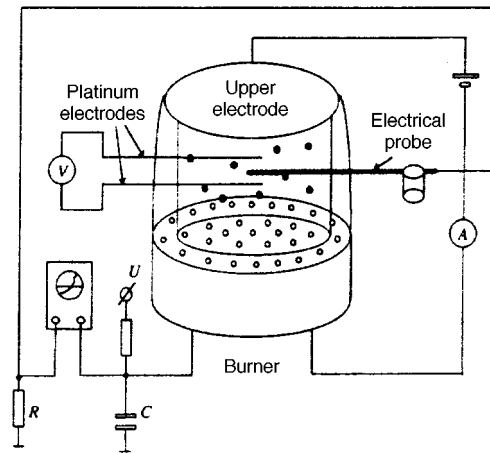 Platinum
electrodes
Upper
electrode
Electrical
probe
V
A
U
Burner
R
C